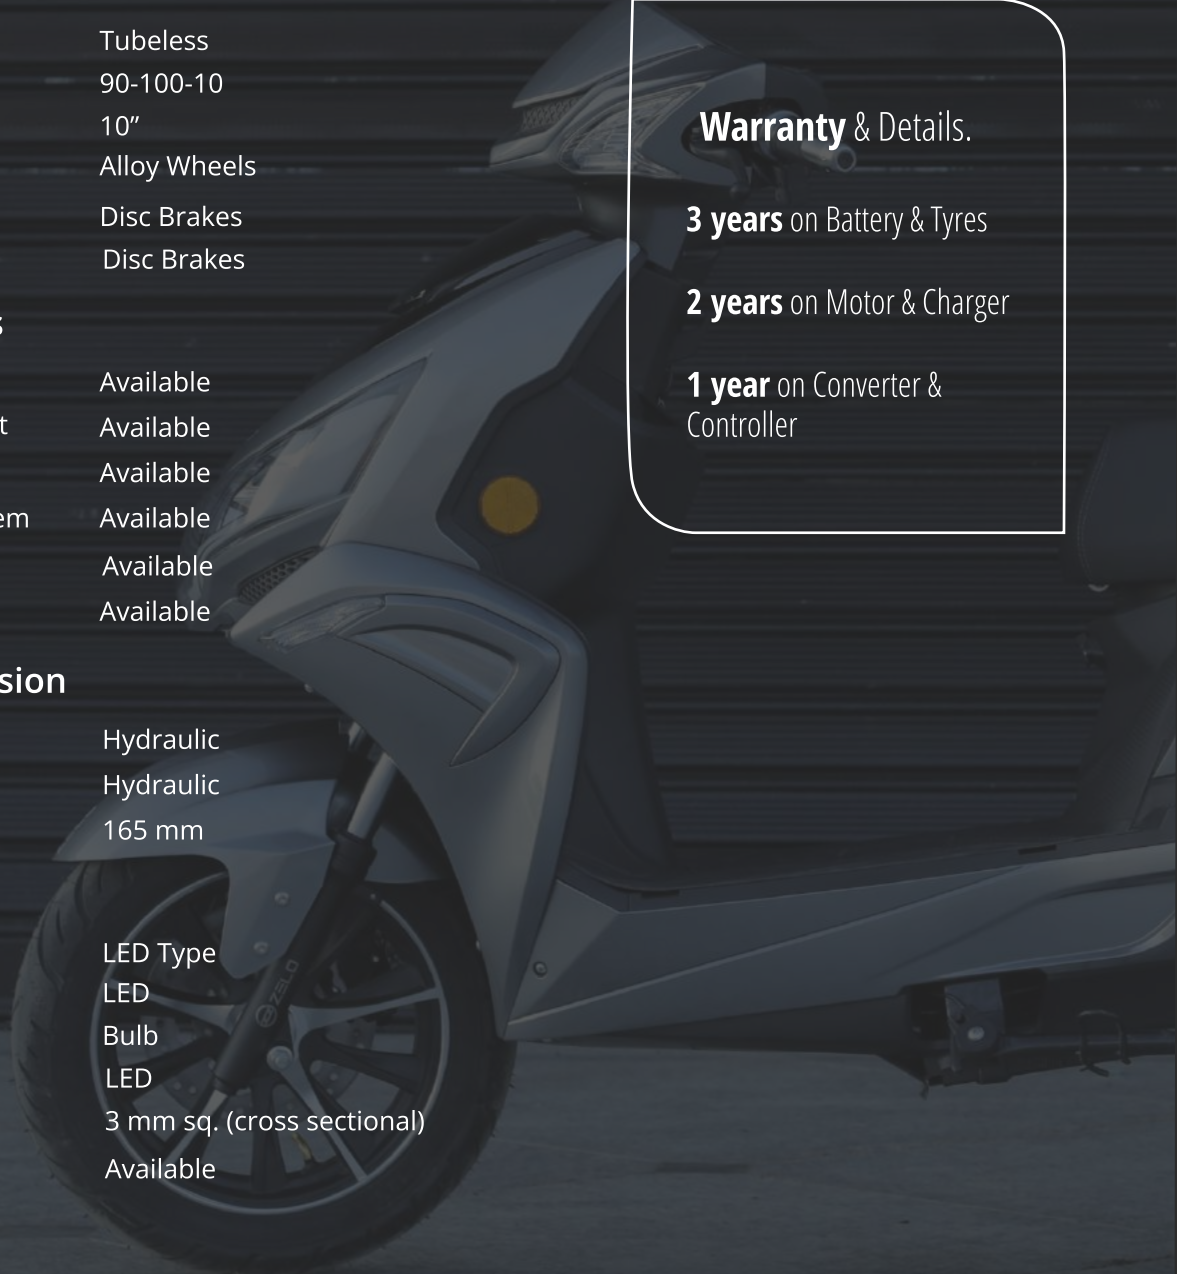 Tubeless
90-100-10
10”
Alloy Wheels
Disc Brakes
Disc Brakes
s
Available
t
Available
Available
em
Available
Available
Available
sion
Hydraulic
Hydraulic
165 mm
LED Type
LED
Bulb
LED
3 mm sq. (cross sectional)
Available
Warranty & Details.
3 years on Battery & Tyres
2 years on Motor & Charger
1 year on Converter &
Controller
ZELO